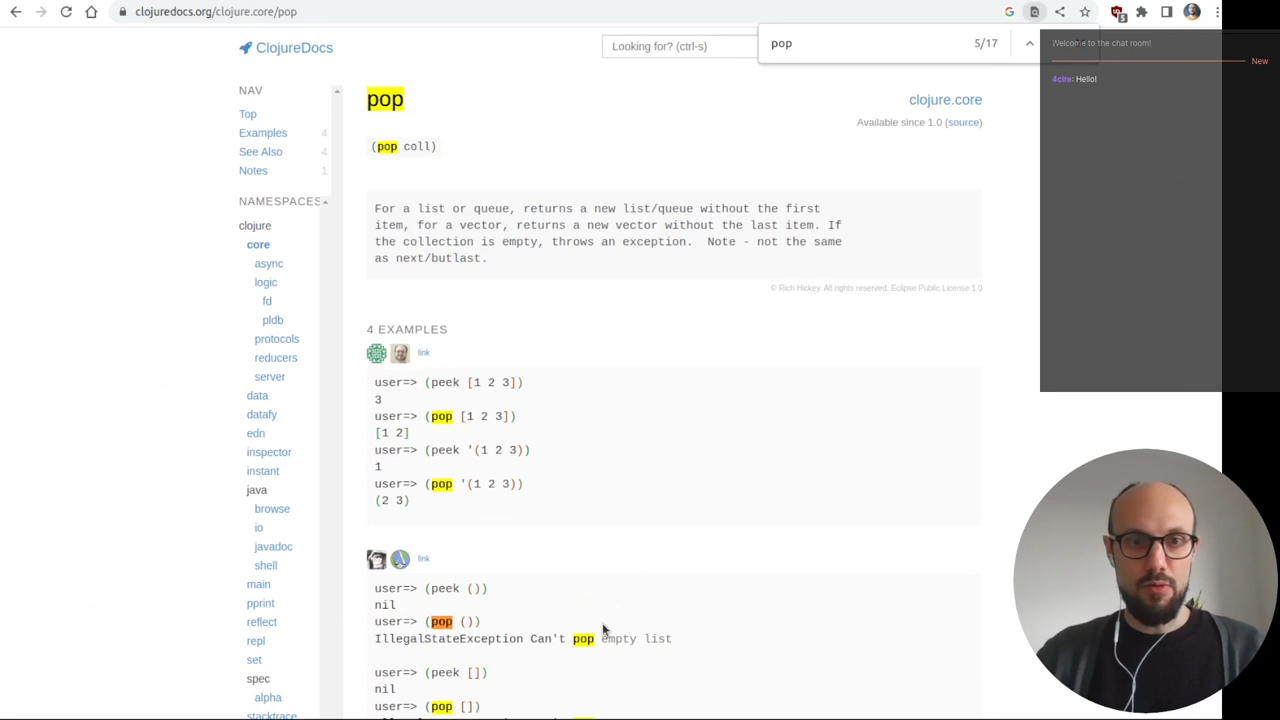 clojuredocs.org/clojure.core/pop
5
pop
5/17
ClojureDocs
Looking for? (ctrl-s)
Welcome to the chat room!
New
4cire: Hello!
NAV
Top
Examples 4
See Also 4
Notes 1
NAMESPACES
clojure
core
async
logic
fd
pldb
protocols
reducers
server
data
datafy
edn
inspector
instant
java
browse
io
javadoc
shell
main
pprint
reflect
repl
set
spec
alpha
stacktrace
pop
clojure.core
Available since 1.0 (source)
(pop coll)
For a list or queue, returns a new list/queue without the first
item, for a vector, returns a new vector without the last item. If
the collection is empty, throws an exception.  Note - not the same
as next/butlast.
© Rich Hickey. All rights reserved. Eclipse Public License 1.0
4 EXAMPLES
link
user=> (peek [1 2 3])
3
user=> (pop [1 2 3])
[1 2]
user=> (peek '(1 2 3))
1
user=> (pop '(1 2 3))
(2 3)
link
user=> (peek ())
nil
user=> (pop ())
IllegalStateException Can't pop empty list
user=> (peek [])
nil
user=> (pop [])